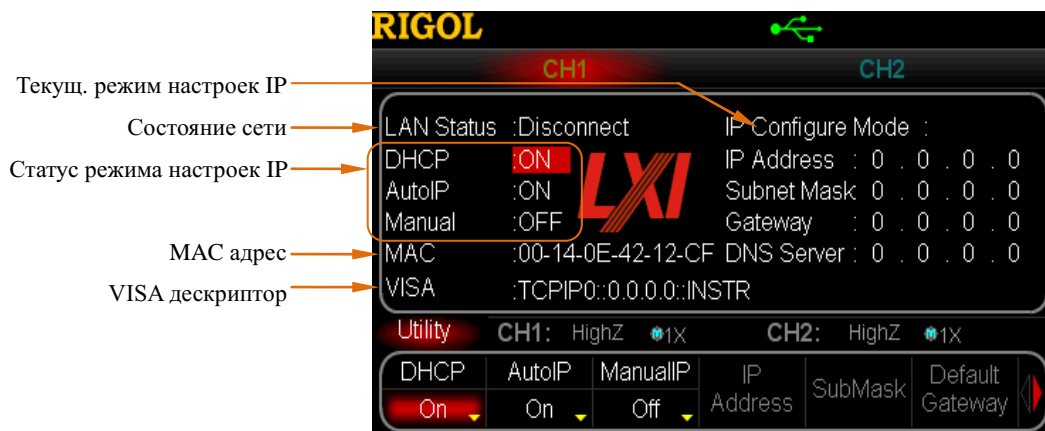 RIGOL
CH1 CH2
Текущ. режим настроек IP
Состояние сети
Статус режима настроек IP
MAC адрес
VISA дескриптор
LAN Status :Disconnect IP Configure Mode :
DHCP :ON IP Address : 0 . 0 . 0 . 0
AutoIP :ON Subnet Mask: 0 . 0 . 0 . 0
Manual :OFF Gateway : 0 . 0 . 0 . 0
LXI
MAC :00-14-0E-42-12-CF DNS Server : 0 . 0 . 0 . 0
VISA :TCPIP0::0.0.0.0::INSTR
Utility CH1: HighZ 1X CH2: HighZ 1X
DHCP AutoIP ManualIP IP Address SubMask Default Gateway
On On Off